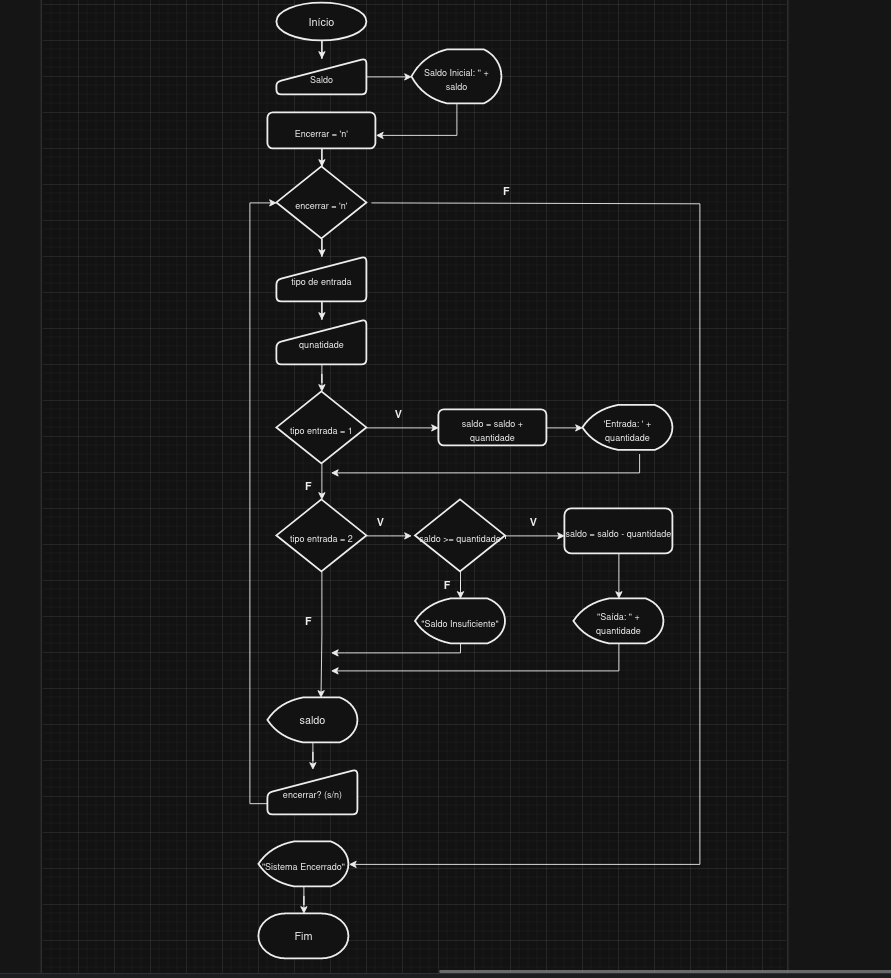 Início
Saldo
Saldo Inicial: " +
saldo
Encerrar = 'n'
encerrar = 'n'
F
tipo de entrada
qunatidade
tipo entrada = 1
V
saldo = saldo +
quantidade
'Entrada: ' +
quantidade
F
tipo entrada = 2
V
saldo >= quantidade
V
saldo = saldo - quantidade
F
"Saldo Insuficiente"
"Saída: " +
quantidade
F
saldo
encerrar? (s/n)
"Sistema Encerrado"
Fim